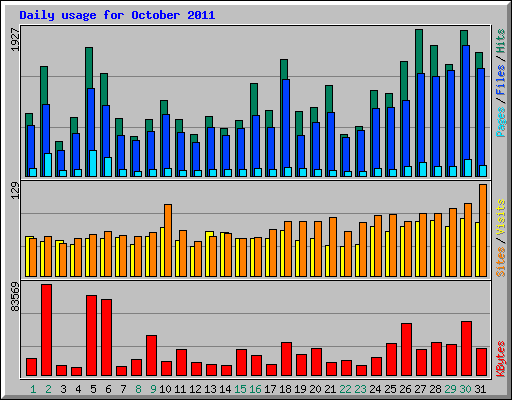 Daily usage for October 2011
1927
Pages / Files / Hits
129
Sites / Visits
83569
KBytes
1 2 3 4 5 6 7 8 9 10 11 12 13 14 15 16 17 18 19 20 21 22 23 24 25 26 27 28 29 30 31